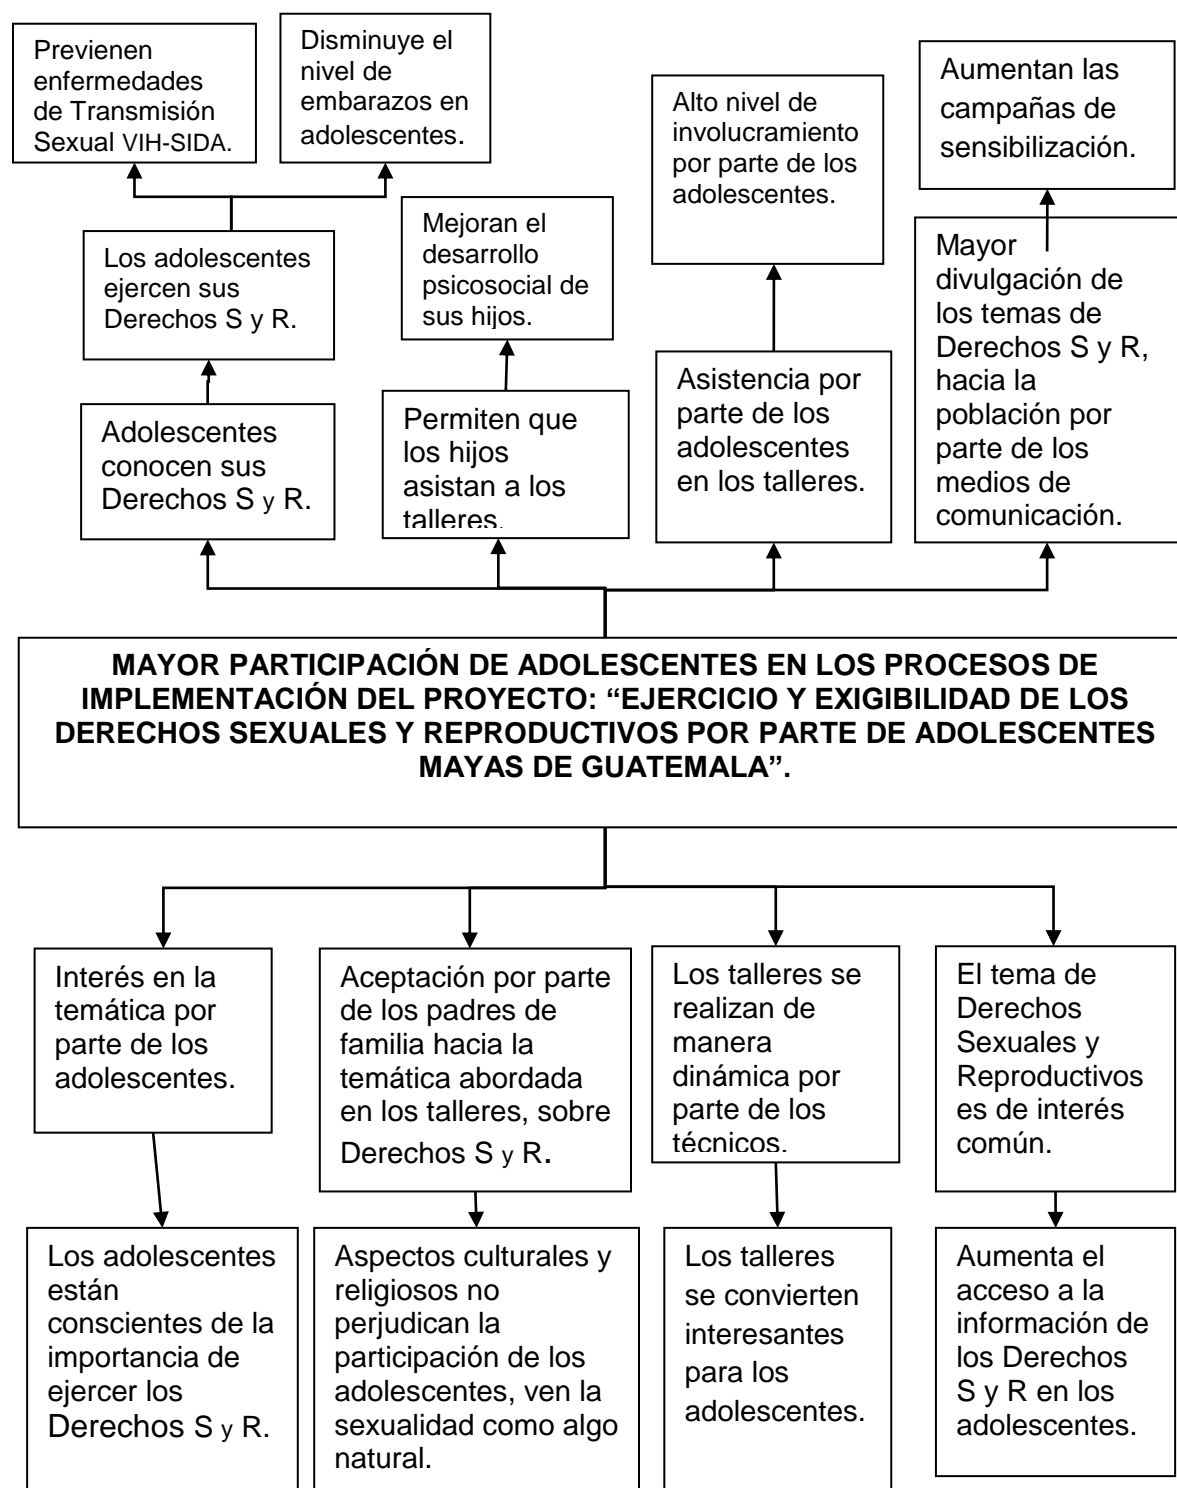 Previenen
enfermedades
de Transmisión
Sexual VIH-SIDA.
Disminuye el
nivel de
embarazos en
adolescentes.
Alto nivel de
involucramiento
por parte de los
adolescentes.
Aumentan las
campañas de
sensibilización.
Los adolescentes
ejercen sus
Derechos S y R.
Mejoran el
desarrollo
psicosocial de
sus hijos.
Adolescentes
conocen sus
Derechos S y R.
Permiten que
los hijos
asistan a los
talleres.
Asistencia por
parte de los
adolescentes
en los talleres.
Mayor
divulgación de
los temas de
Derechos S y R,
hacia la
población por
parte de los
medios de
comunicación.
MAYOR PARTICIPACIÓN DE ADOLESCENTES EN LOS PROCESOS DE
IMPLEMENTACIÓN DEL PROYECTO: “EJERCICIO Y EXIGIBILIDAD DE LOS
DERECHOS SEXUALES Y REPRODUCTIVOS POR PARTE DE ADOLESCENTES
MAYAS DE GUATEMALA”.
Interés en la
temática por
parte de los
adolescentes.
Aceptación por parte
de los padres de
familia hacia la
temática abordada
en los talleres, sobre
Derechos S y R.
Los talleres se
realizan de
manera
dinámica por
parte de los
técnicos.
El tema de
Derechos
Sexuales y
Reproductivos
es de interés
común.
Los adolescentes
están
conscientes de la
importancia de
ejercer los
Derechos S y R.
Aspectos culturales y
religiosos no
perjudican la
participación de los
adolescentes, ven la
sexualidad como algo
natural.
Los talleres
se convierten
interesantes
para los
adolescentes.
Aumenta el
acceso a la
información de
los Derechos
S y R en los
adolescentes.